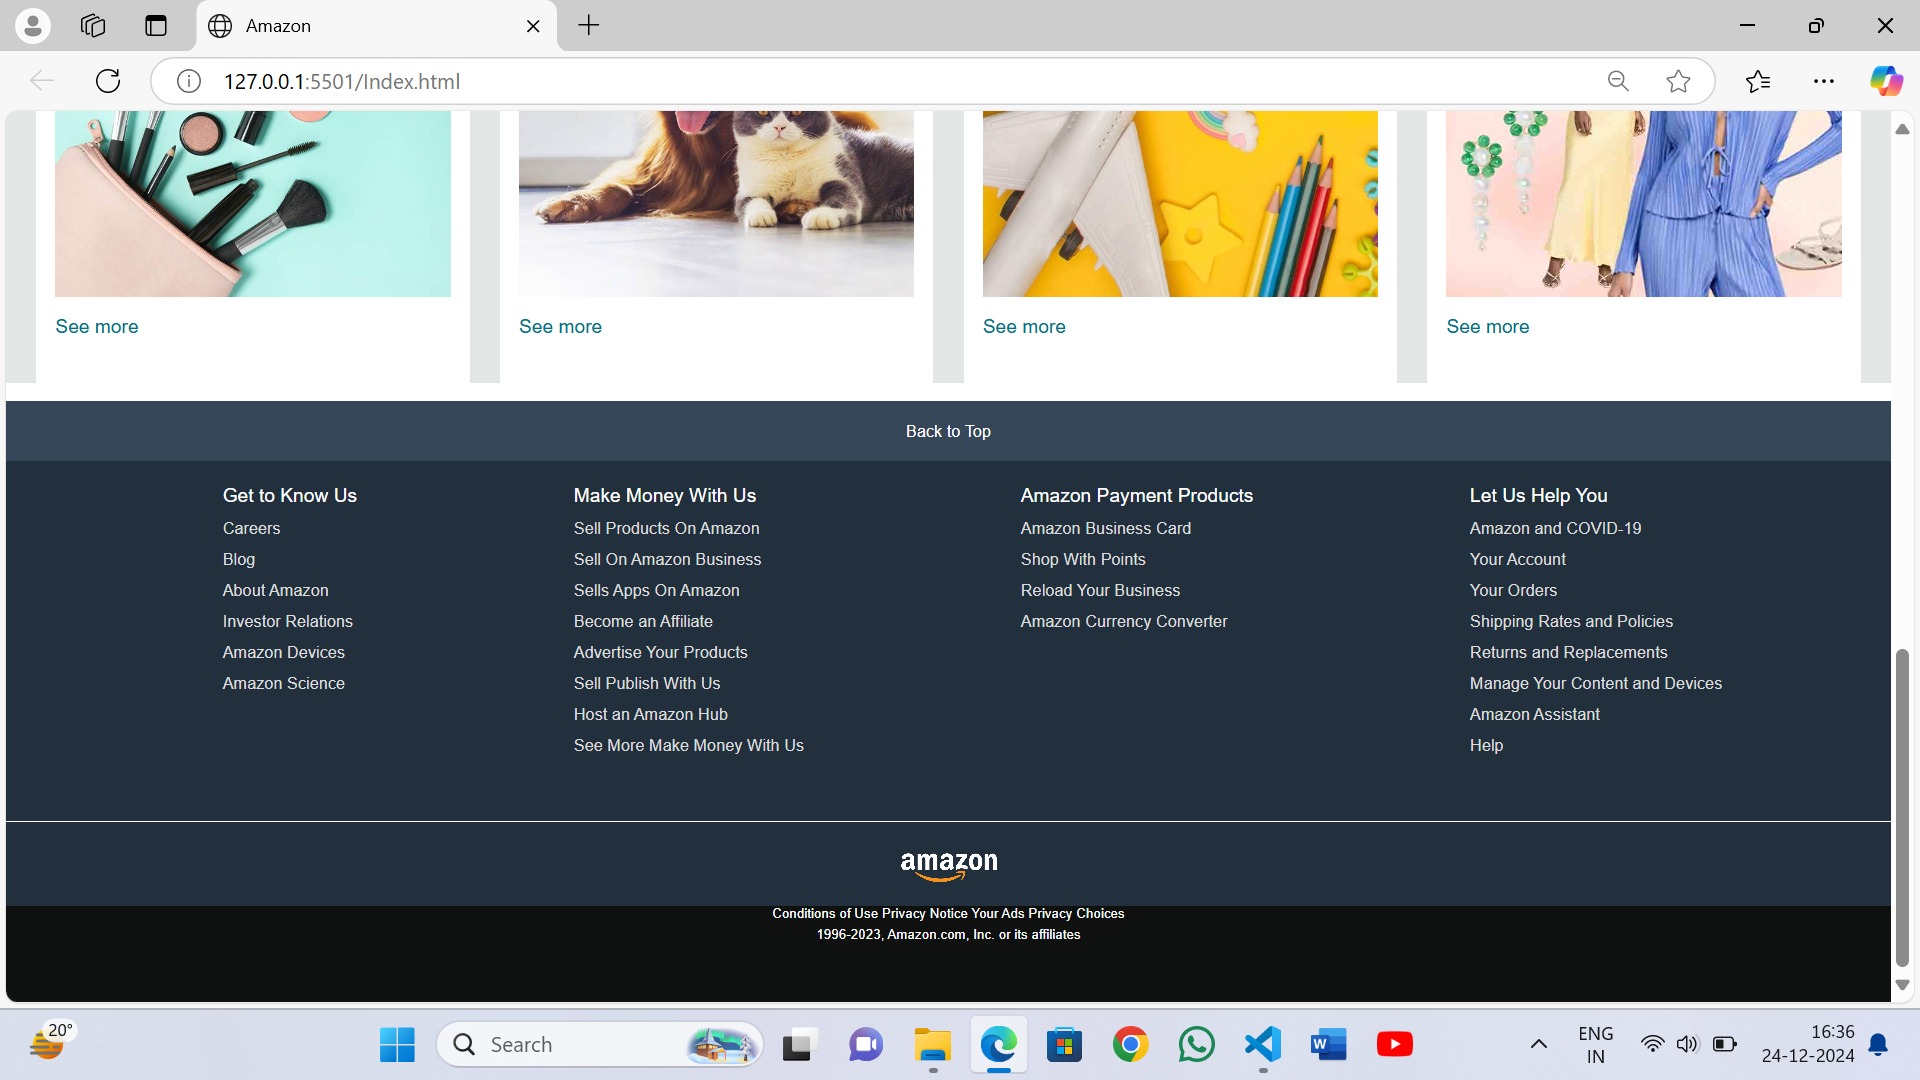 Amazon
127.0.0.1:5501/Index.html
See more
See more
See more
See more
Back to Top
Get to Know Us
Careers
Blog
About Amazon
Investor Relations
Amazon Devices
Amazon Science
Make Money With Us
Sell Products On Amazon
Sell On Amazon Business
Sells Apps On Amazon
Become an Affiliate
Advertise Your Products
Sell Publish With Us
Host an Amazon Hub
See More Make Money With Us
Amazon Payment Products
Amazon Business Card
Shop With Points
Reload Your Business
Amazon Currency Converter
Let Us Help You
Amazon and COVID-19
Your Account
Your Orders
Shipping Rates and Policies
Returns and Replacements
Manage Your Content and Devices
Amazon Assistant
Help
amazon
Conditions of Use Privacy Notice Your Ads Privacy Choices
1996-2023, Amazon.com, Inc. or its affiliates
20°
Search
W
ENG
IN
16:36
24-12-2024